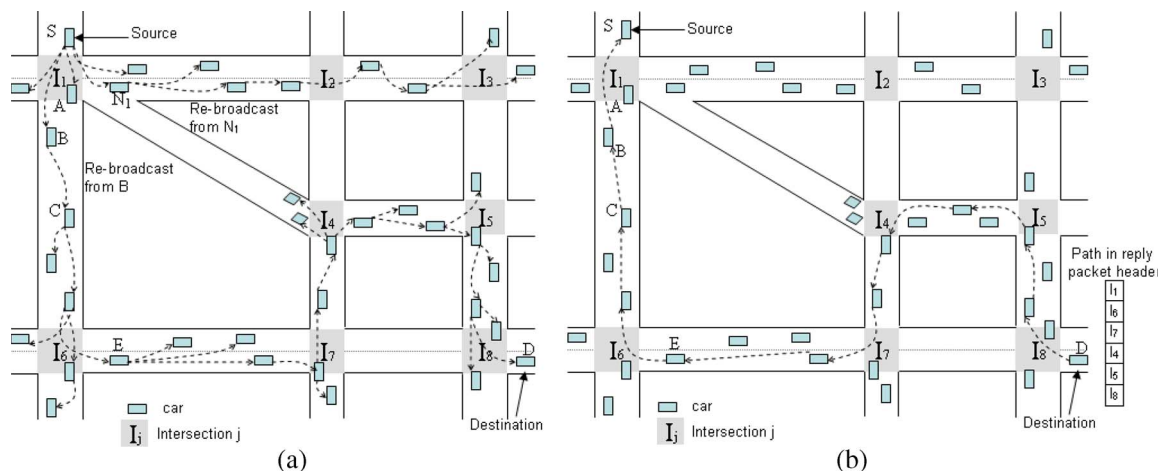 S
Source
I1
I2
I3
A
N1
B
Re-broadcast
from N1
Re-broadcast
from B
C
I4
I5
E
I6
I7
I8
D
car
Ij
Intersection j
Destination
(a)
S
Source
I1
I2
I3
A
B
C
I4
I5
Path in reply
packet header
I1
I6
I7
I4
I5
I8
E
D
I6
I7
I8
car
Ij
Intersection j
Destination
(b)